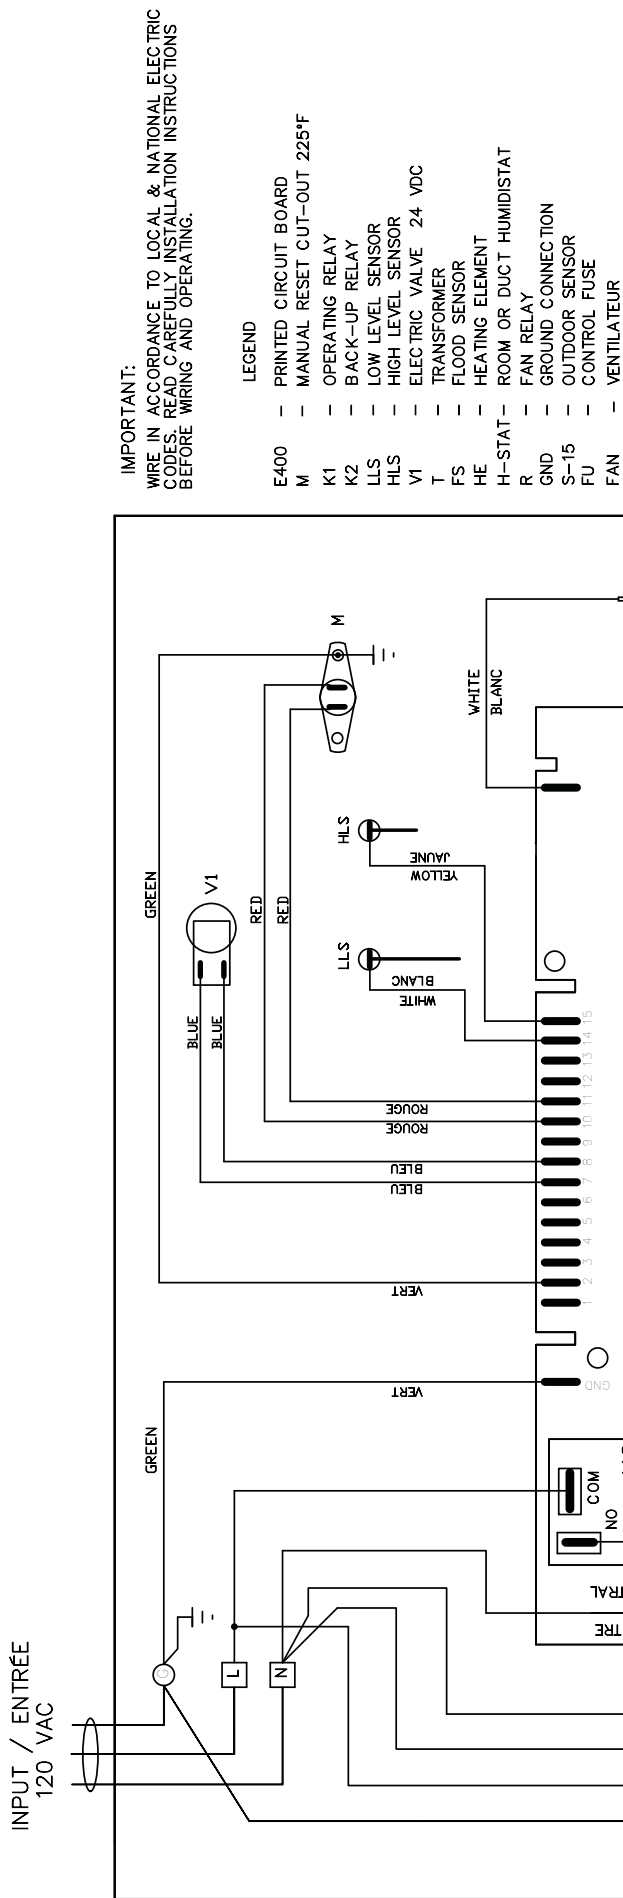 IMPORTANT:
WIRE IN ACCORDANCE TO LOCAL & NATIONAL ELECTRIC
CODES. READ CAREFULLY INSTALLATION INSTRUCTIONS
BEFORE WIRING AND OPERATING.
LEGEND
E400 - PRINTED CIRCUIT BOARD
M - MANUAL RESET CUT-OUT 225°F
K1 - OPERATING RELAY
K2 - BACK-UP RELAY
LLS - LOW LEVEL SENSOR
HLS - HIGH LEVEL SENSOR
V1 - ELECTRIC VALVE 24 VDC
T - TRANSFORMER
FS - FLOOD SENSOR
HE - HEATING ELEMENT
H-STAT - ROOM OR DUCT HUMIDISTAT
R - FAN RELAY
GND - GROUND CONNECTION
S-15 - OUTDOOR SENSOR
FU - CONTROL FUSE
FAN - VENTILATEUR
INPUT / ENTRÉE
120 VAC
G
L
N
GREEN
VERT
GREEN
VERT
BLUE
BLUE
BLEU
BLEU
V1
RED
RED
ROUGE
ROUGE
M
LLS
WHITE
BLANC
HLS
YELLOW
JAUNE
WHITE
BLANC
GND
1
2
3
4
5
6
7
8
9
10
11
12
13
14
15
COM
NO
TRAL
TRE